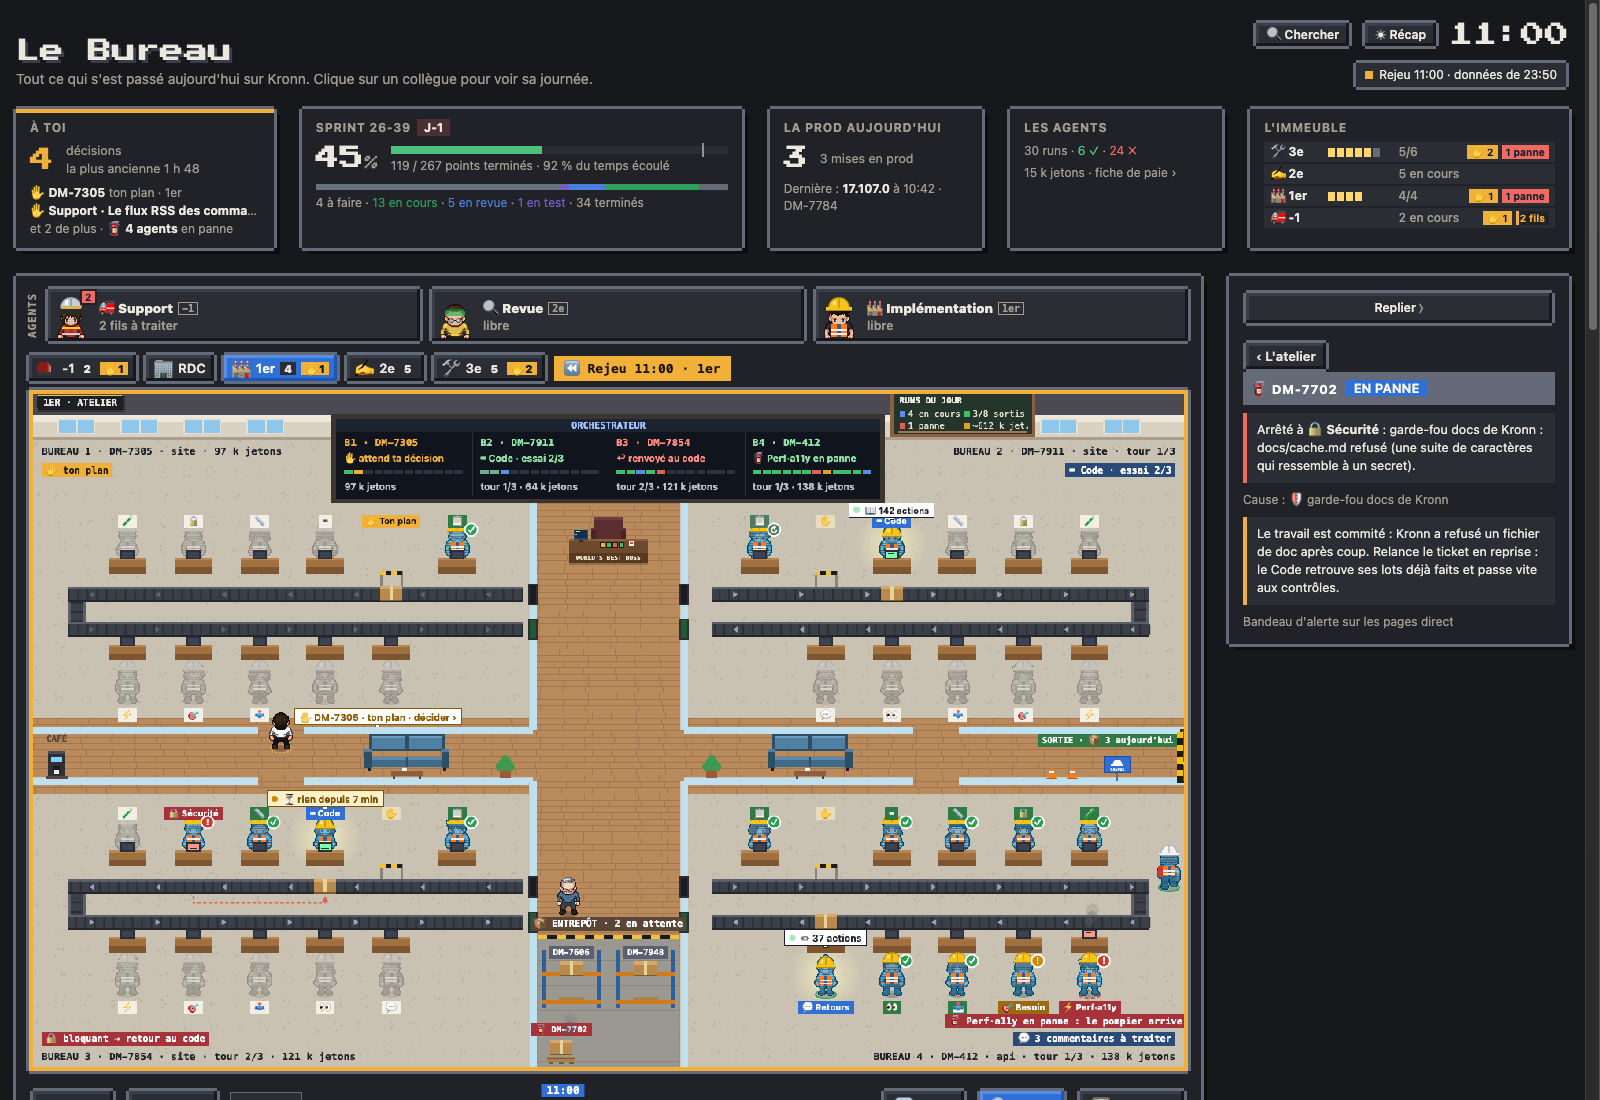 Le Bureau
Tout ce qui s'est passé aujourd'hui sur Kronn. Clique sur un collègue pour voir sa journée.
Chercher
Récap
11:00
Rejeu 11:00 · données de 23:50
À TOI
4
décisions
la plus ancienne 1 h 48
DM-7305 ton plan · 1er
Support · Le flux RSS des comma…
et 2 de plus · 4 agents en panne
SPRINT 26-39 J-1
45%
119 / 267 points terminés · 92 % du temps écoulé
4 à faire · 13 en cours · 5 en revue · 1 en test · 34 terminés
LA PROD AUJOURD'HUI
3 3 mises en prod
Dernière : 17.107.0 à 10:42 ·
DM-7784
LES AGENTS
30 runs · 6 ✓ · 24 ✕
15 k jetons · fiche de paie ›
L'IMMEUBLE
3e 5/6 2 1 panne
2e 5 en cours
1er 4/4 1 1 panne
-1 2 en cours 1 2 fils
AGENTS
2
Support -1
2 fils à traiter
Revue 2e
libre
Implémentation 1er
libre
-1 2 1
RDC
1er 4 1
2e 5
3e 5 2
Rejeu 11:00 · 1er
1ER · ATELIER
ORCHESTRATEUR
B1 · DM-7305
attend ta décision
97 k jetons
B2 · DM-7911
Code · essai 2/3
tour 1/3 · 64 k jetons
B3 · DM-7854
renvoyé au code
tour 2/3 · 121 k jetons
B4 · DM-412
Perf-a11y en panne
tour 1/3 · 138 k jetons
RUNS DU JOUR
4 en cours 3/8 sortis
1 panne ~612 k jet.
BUREAU 1 · DM-7305 · site · 97 k jetons
ton plan
BUREAU 2 · DM-7911 · site · tour 1/3
Code · essai 2/3
Ton plan
142 actions
Code
WORLD'S BEST BOSS
DM-7305 · ton plan · décider ›
CAFÉ
SORTIE · 3 aujourd'hui
rien depuis 7 min
Sécurité
Code
ENTREPÔT · 2 en attente
DM-7606
DM-7948
DM-7702
37 actions
Retours
Besoin
Perf-a11y
Perf-a11y en panne : le pompier arrive
bloquant → retour au code
3 commentaires à traiter
BUREAU 3 · DM-7854 · site · tour 2/3 · 121 k jetons
BUREAU 4 · DM-412 · api · tour 1/3 · 138 k jetons
11:00
Replier ›
‹ L'atelier
DM-7702 EN PANNE
Arrêté à Sécurité : garde-fou docs de Kronn :
docs/cache.md refusé (une suite de caractères
qui ressemble à un secret).
Cause : garde-fou docs de Kronn
Le travail est commité : Kronn a refusé un fichier
de doc après coup. Relance le ticket en reprise :
le Code retrouve ses lots déjà faits et passe vite
aux contrôles.
Bandeau d'alerte sur les pages direct